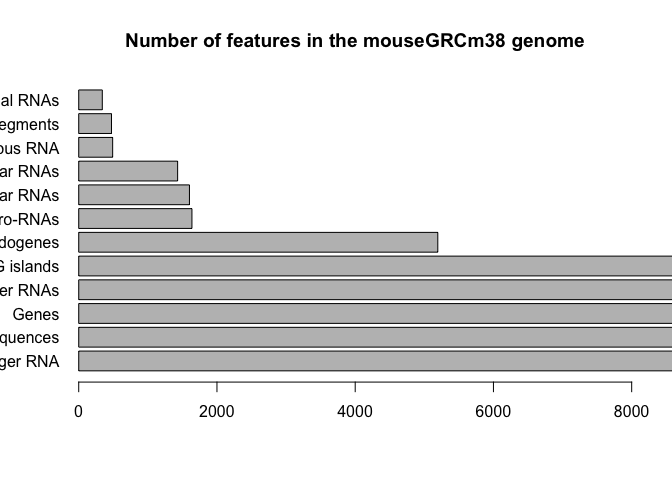 Number of features in the mouseGRCm38 genome
al RNAs
egments
ous RNA
ar RNAs
ar RNAs
ro-RNAs
dogenes
G islands
er RNAs
Genes
quences
ger RNA
0 2000 4000 6000 8000